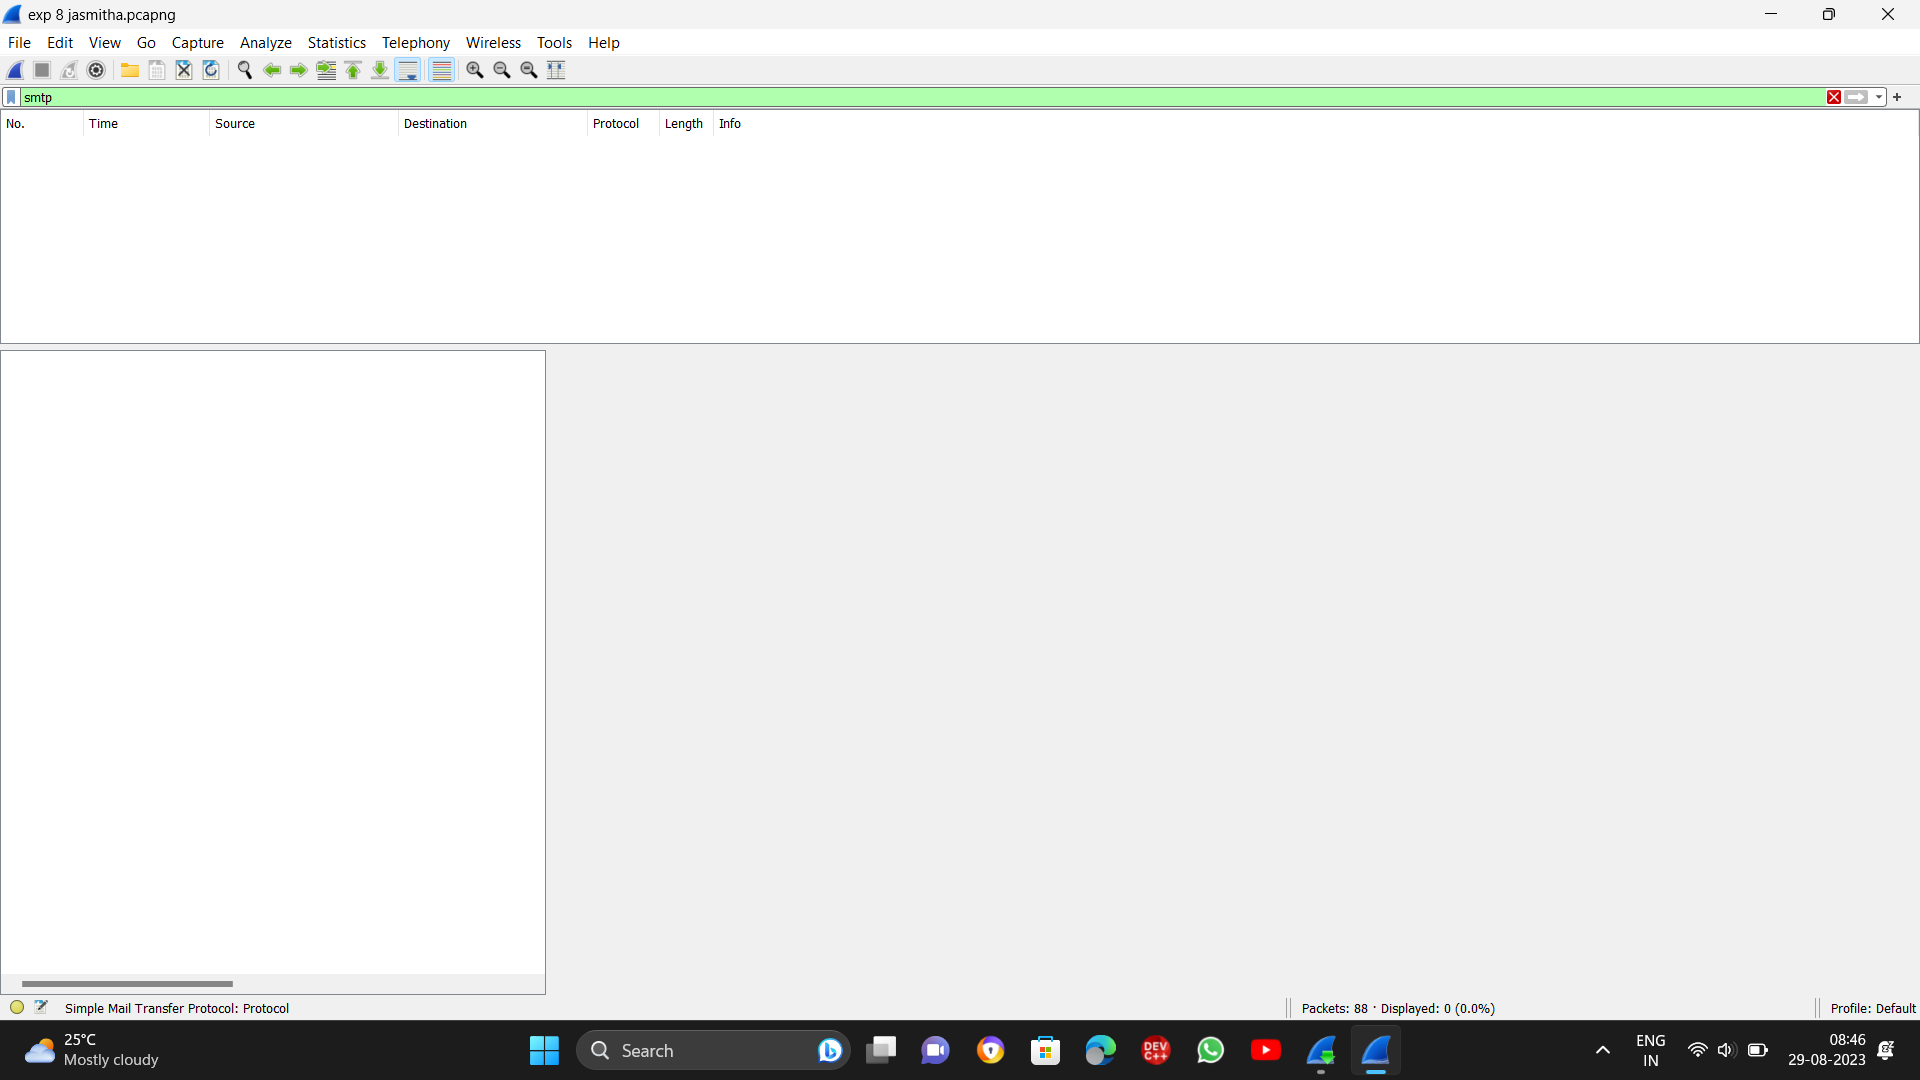 exp 8 jasmitha.pcapng
File Edit View Go Capture Analyze Statistics Telephony Wireless Tools Help
smtp
No. Time Source Destination Protocol Length Info
Simple Mail Transfer Protocol: Protocol
Packets: 88 · Displayed: 0 (0.0%)
Profile: Default
25°C
Mostly cloudy
Search
DEV
C++
ENG
IN
08:46
29-08-2023